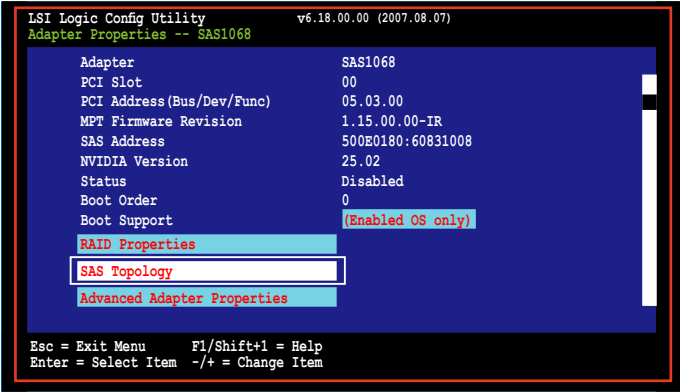 LSI Logic Config Utility v6.18.00.00 (2007.08.07)
Adapter Properties -- SAS1068
Adapter SAS1068
PCI Slot 00
PCI Address(Bus/Dev/Func) 05.03.00
MPT Firmware Revision 1.15.00.00-IR
SAS Address 500E0180:60831008
NVIDIA Version 25.02
Status Disabled
Boot Order 0
Boot Support (Enabled OS only)
RAID Properties
SAS Topology
Advanced Adapter Properties
Esc = Exit Menu F1/Shift+1 = Help
Enter = Select Item -/+ = Change Item